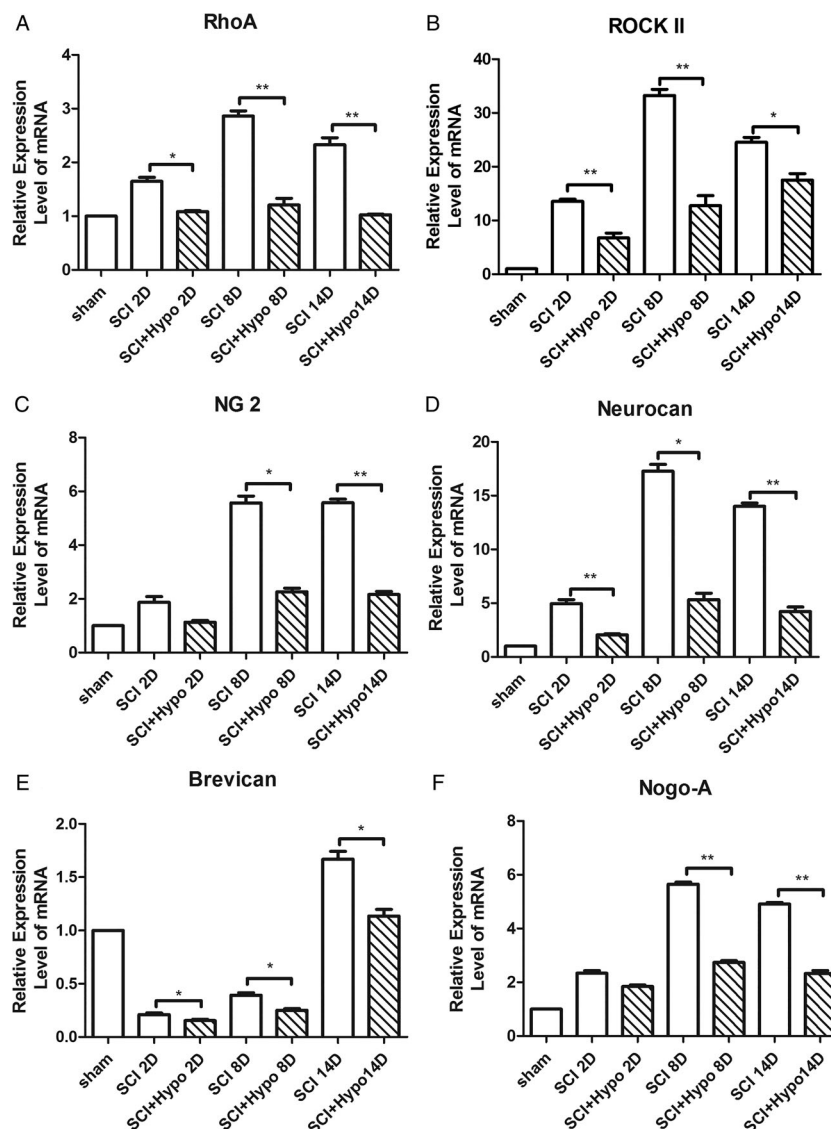 A
RhoA
Relative Expression
Level of mRNA
4
3
2
1
0
*
**
**
sham
SCI 2D
SCI+Hypo 2D
SCI 8D
SCI+Hypo 8D
SCI 14D
SCI+Hypo14D
B
ROCK II
Relative Expression
Level of mRNA
40
30
20
10
0
**
**
*
Sham
SCI 2D
SCI+Hypo 2D
SCI 8D
SCI+Hypo 8D
SCI 14D
SCI+Hypo14D
C
NG 2
Relative Expression
Level of mRNA
8
6
4
2
0
*
**
sham
SCI 2D
SCI+Hypo 2D
SCI 8D
SCI+Hypo 8D
SCI 14D
SCI+Hypo14D
D
Neurocan
Relative Expression
Level of mRNA
20
15
10
5
0
**
*
**
sham
SCI 2D
SCI+Hypo 2D
SCI 8D
SCI+Hypo 8D
SCI 14D
SCI+Hypo14D
E
Brevican
Relative Expression
Level of mRNA
2.0
1.5
1.0
0.5
0.0
*
*
*
sham
SCI 2D
SCI+Hypo 2D
SCI 8D
SCI+Hypo 8D
SCI 14D
SCI+Hypo14D
F
Nogo-A
Relative Expression
Level of mRNA
8
6
4
2
0
**
**
sham
SCI 2D
SCI+Hypo 2D
SCI 8D
SCI+Hypo 8D
SCI 14D
SCI+Hypo14D